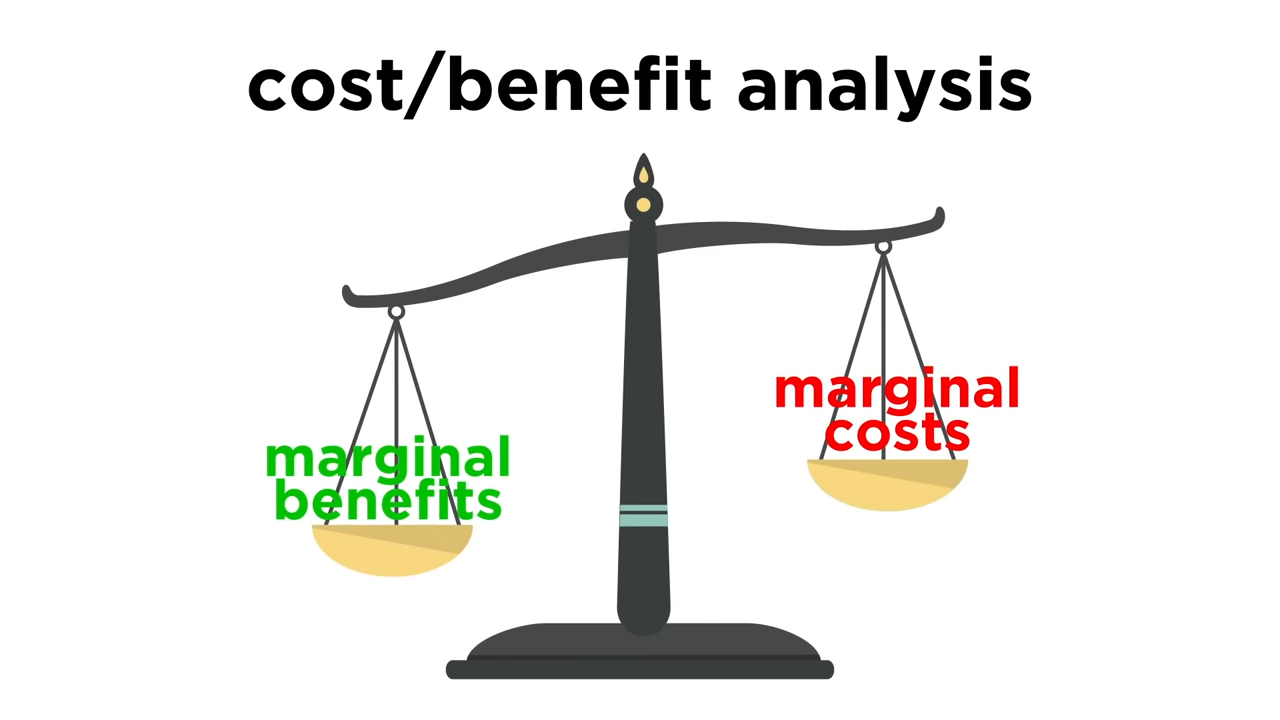 cost/benefit analysis
marginal
costs
marginal
benefits